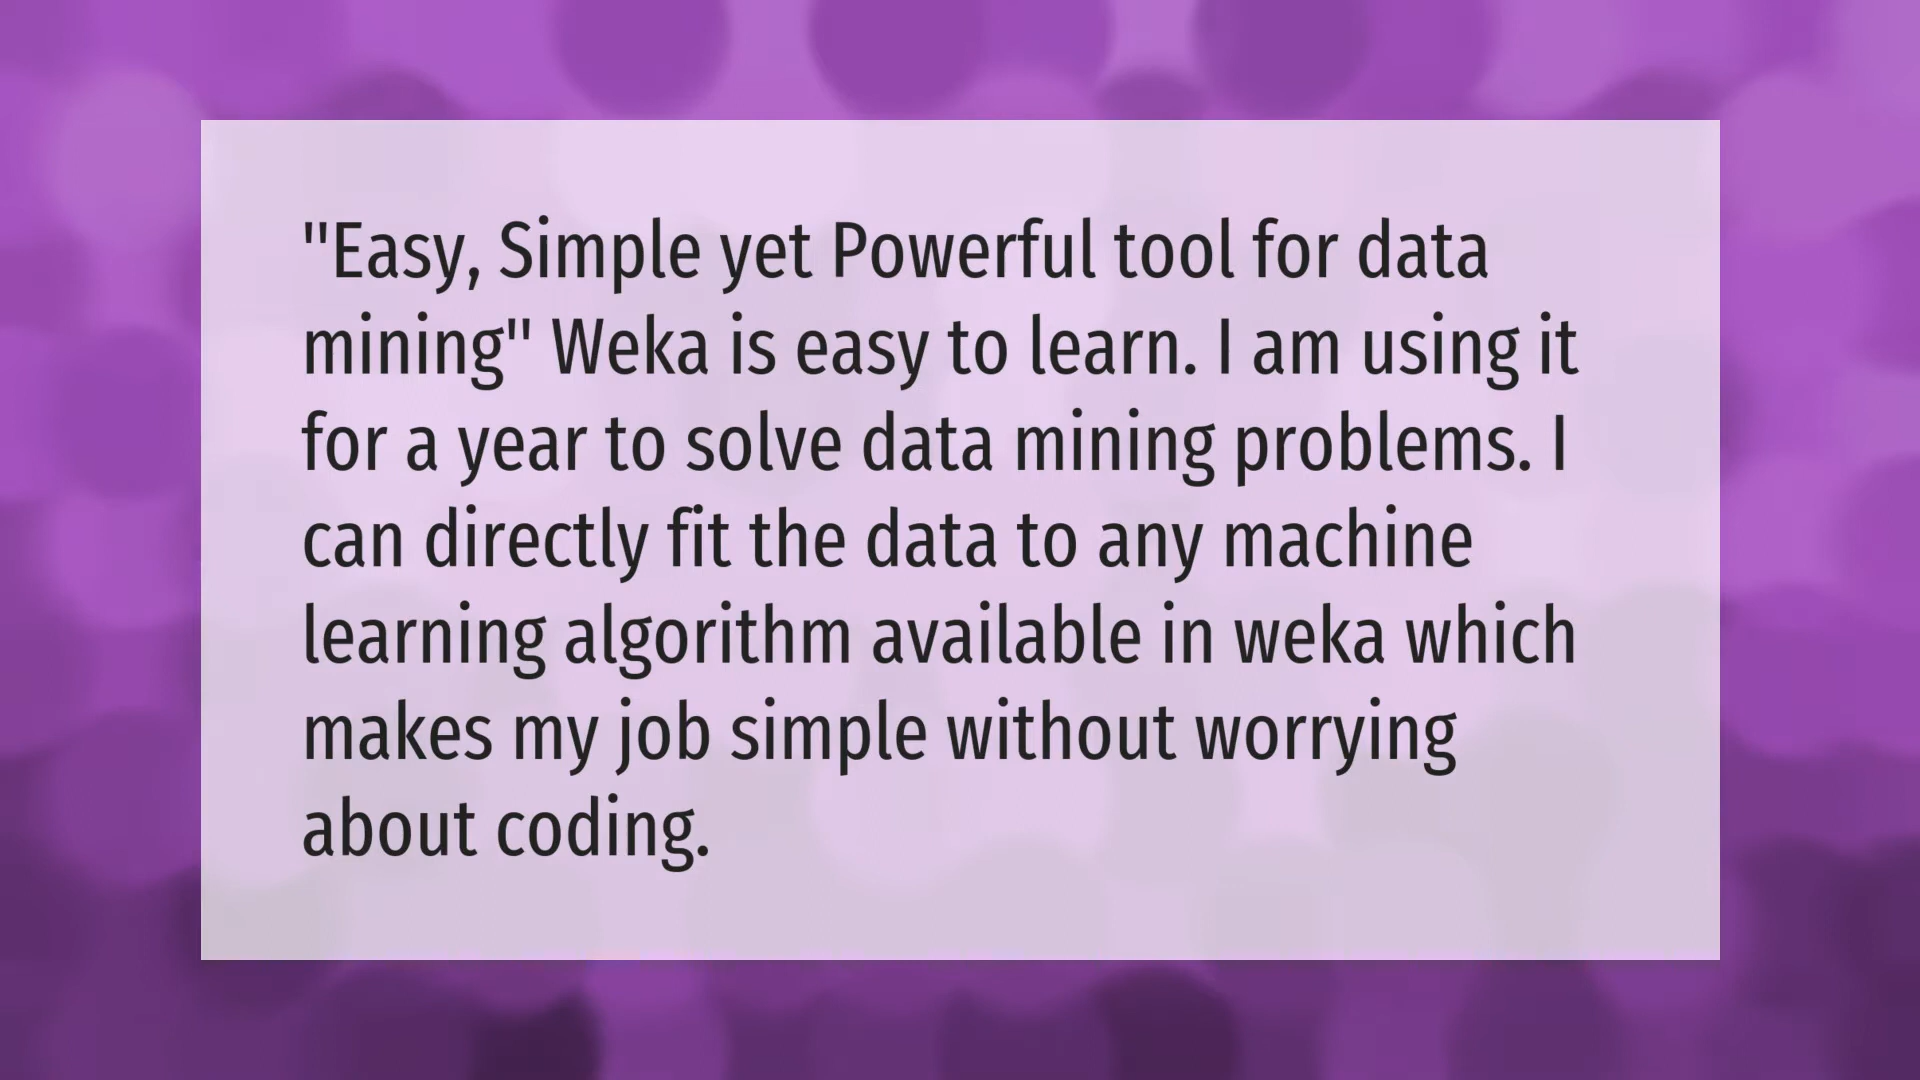 "Easy, Simple yet Powerful tool for data
mining" Weka is easy to learn. I am using it
for a year to solve data mining problems. I
can directly fit the data to any machine
learning algorithm available in weka which
makes my job simple without worrying
about coding.